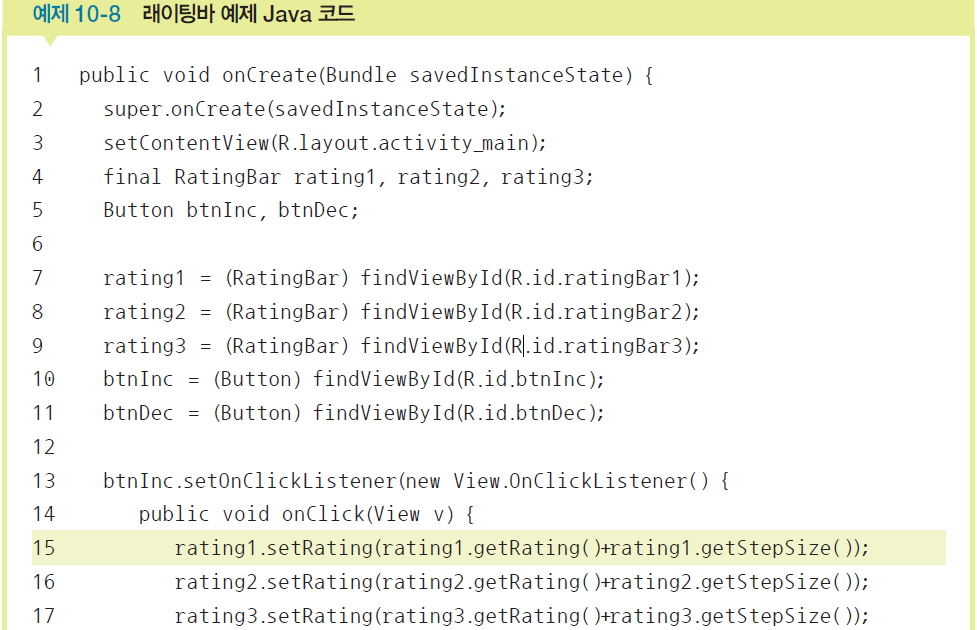 예제 10-8 래이팅바 예제 Java 코드
1 public void onCreate(Bundle savedInstanceState) {
2 super.onCreate(savedInstanceState);
3 setContentView(R.layout.activity_main);
4 final RatingBar rating1, rating2, rating3;
5 Button btnInc, btnDec;
6
7 rating1 = (RatingBar) findViewById(R.id.ratingBar1);
8 rating2 = (RatingBar) findViewById(R.id.ratingBar2);
9 rating3 = (RatingBar) findViewById(R.id.ratingBar3);
10 btnInc = (Button) findViewById(R.id.btnInc);
11 btnDec = (Button) findViewById(R.id.btnDec);
12
13 btnInc.setOnClickListener(new View.OnClickListener() {
14 public void onClick(View v) {
15 rating1.setRating(rating1.getRating()+rating1.getStepSize());
16 rating2.setRating(rating2.getRating()+rating2.getStepSize());
17 rating3.setRating(rating3.getRating()+rating3.getStepSize());